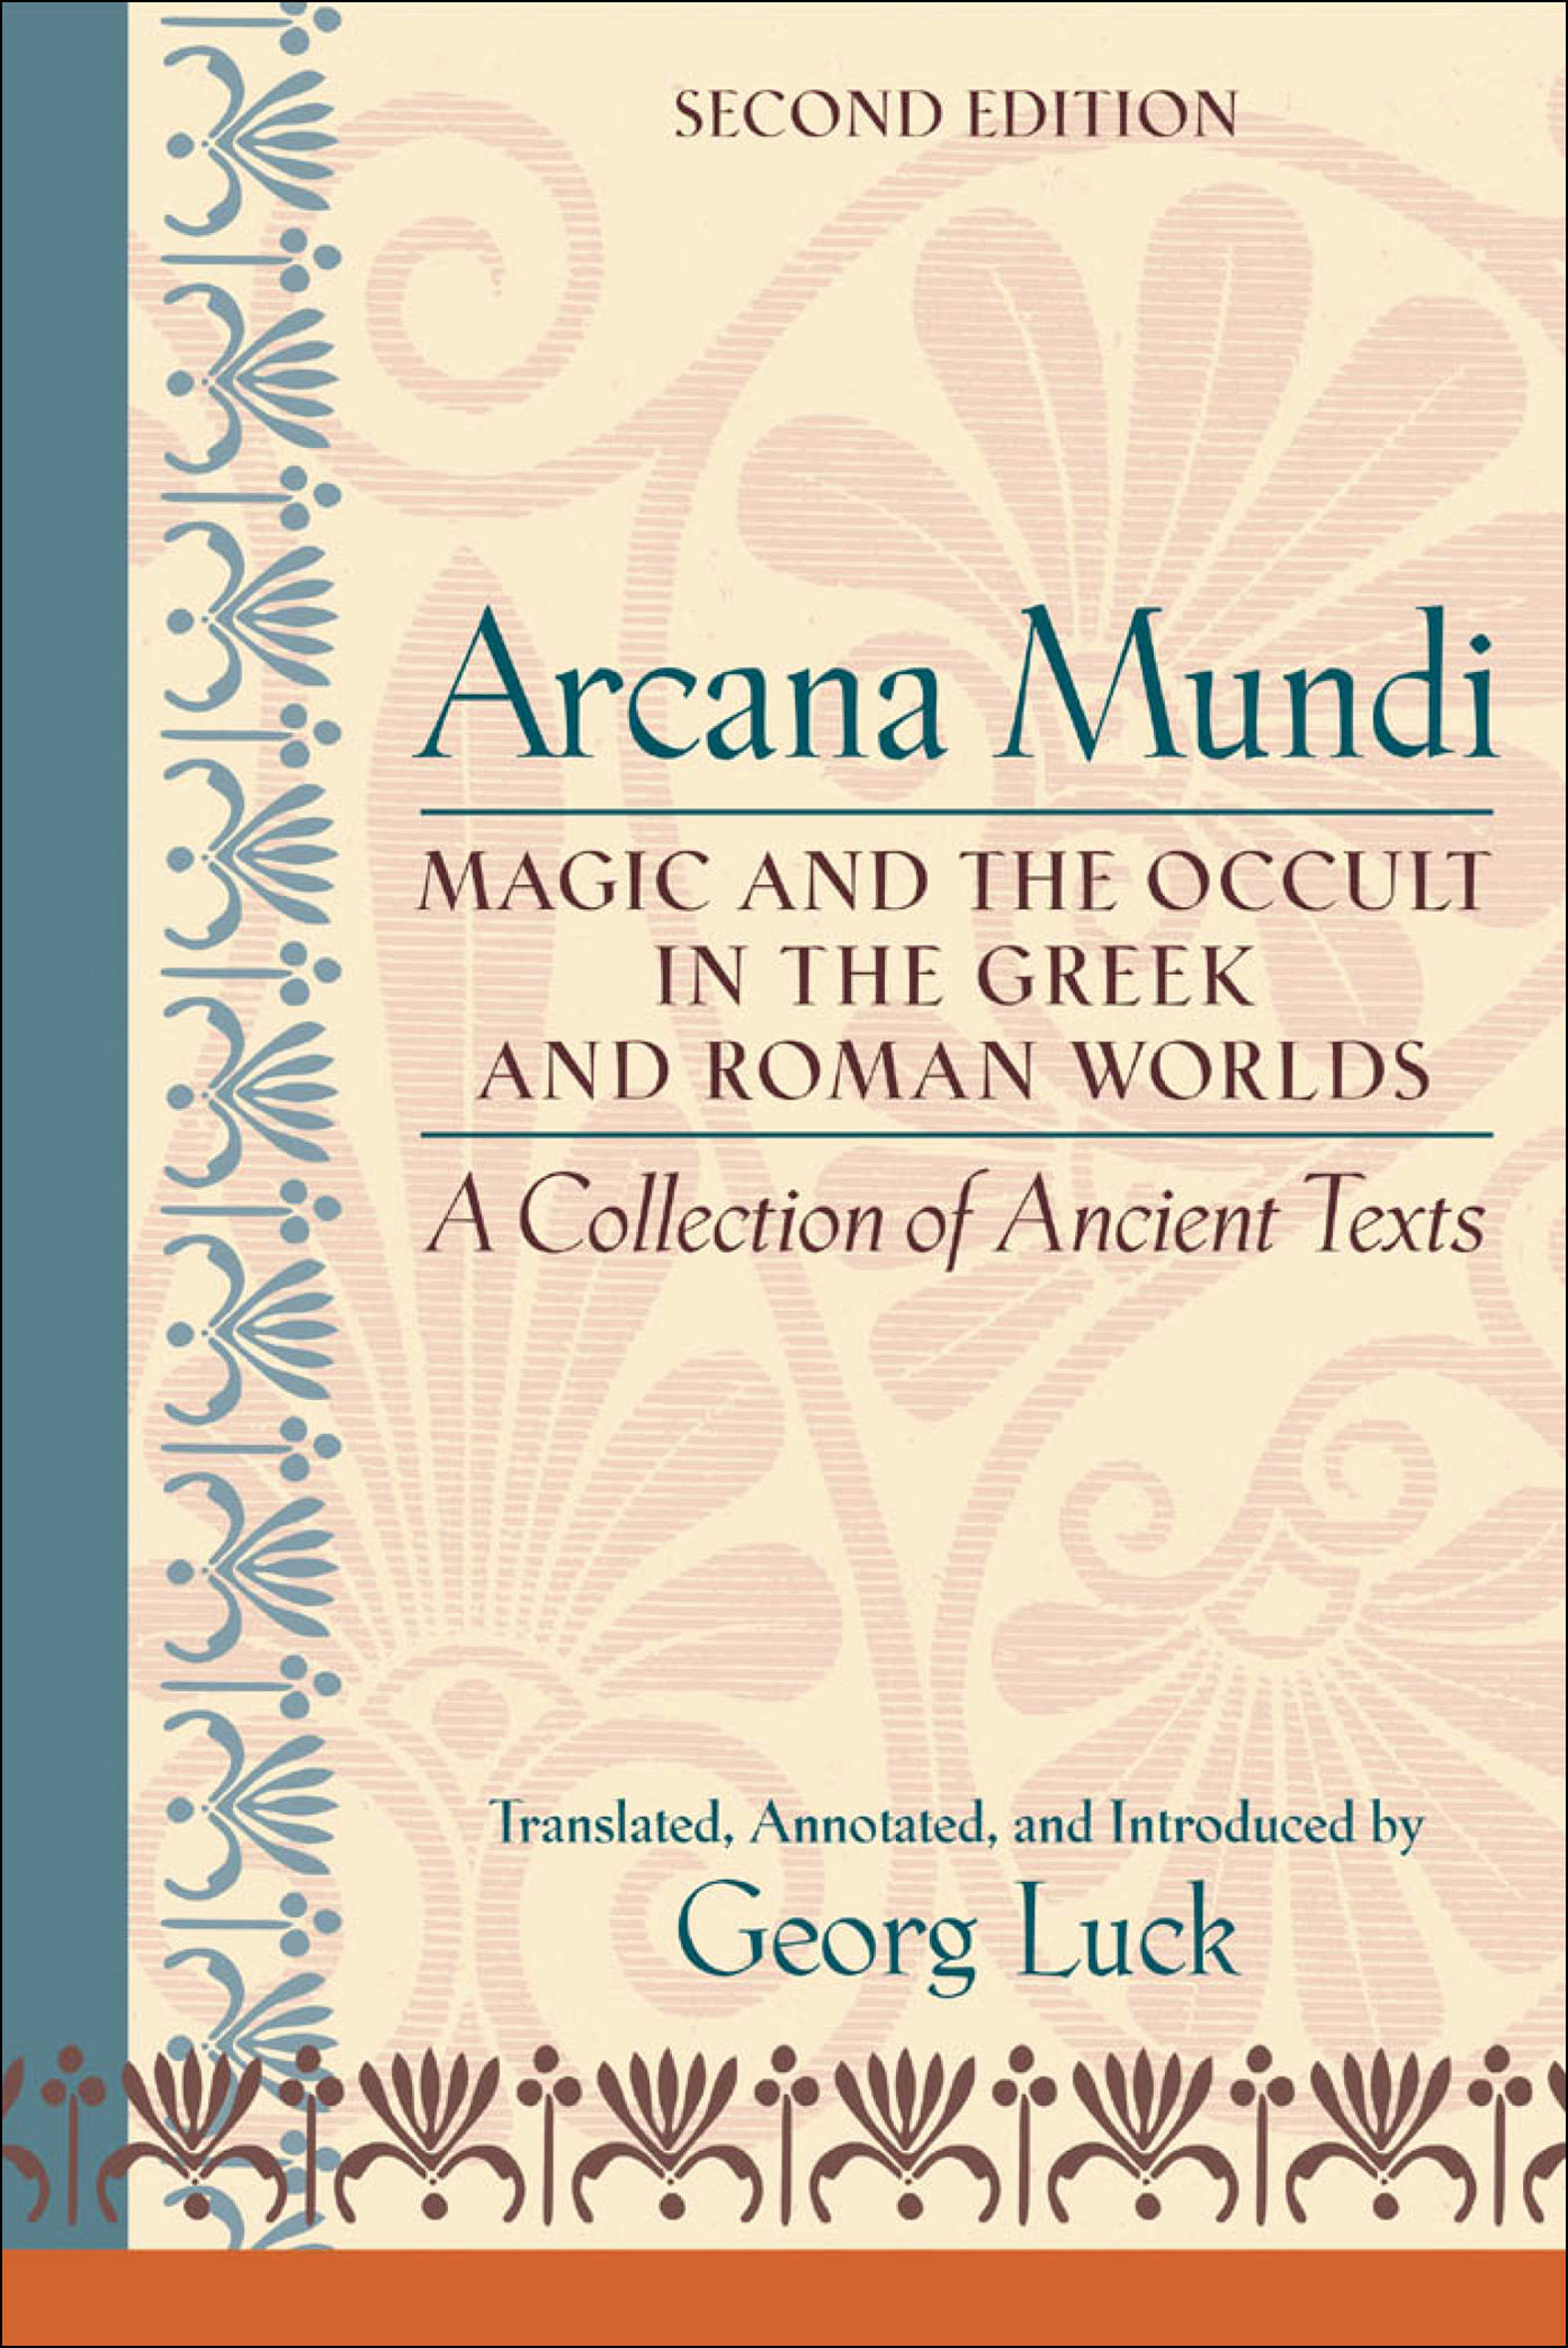 SECOND EDITION
Arcana Mundi
MAGIC AND THE OCCULT
IN THE GREEK
AND ROMAN WORLDS
A Collection of Ancient Texts
Translated, Annotated, and Introduced by
Georg Luck